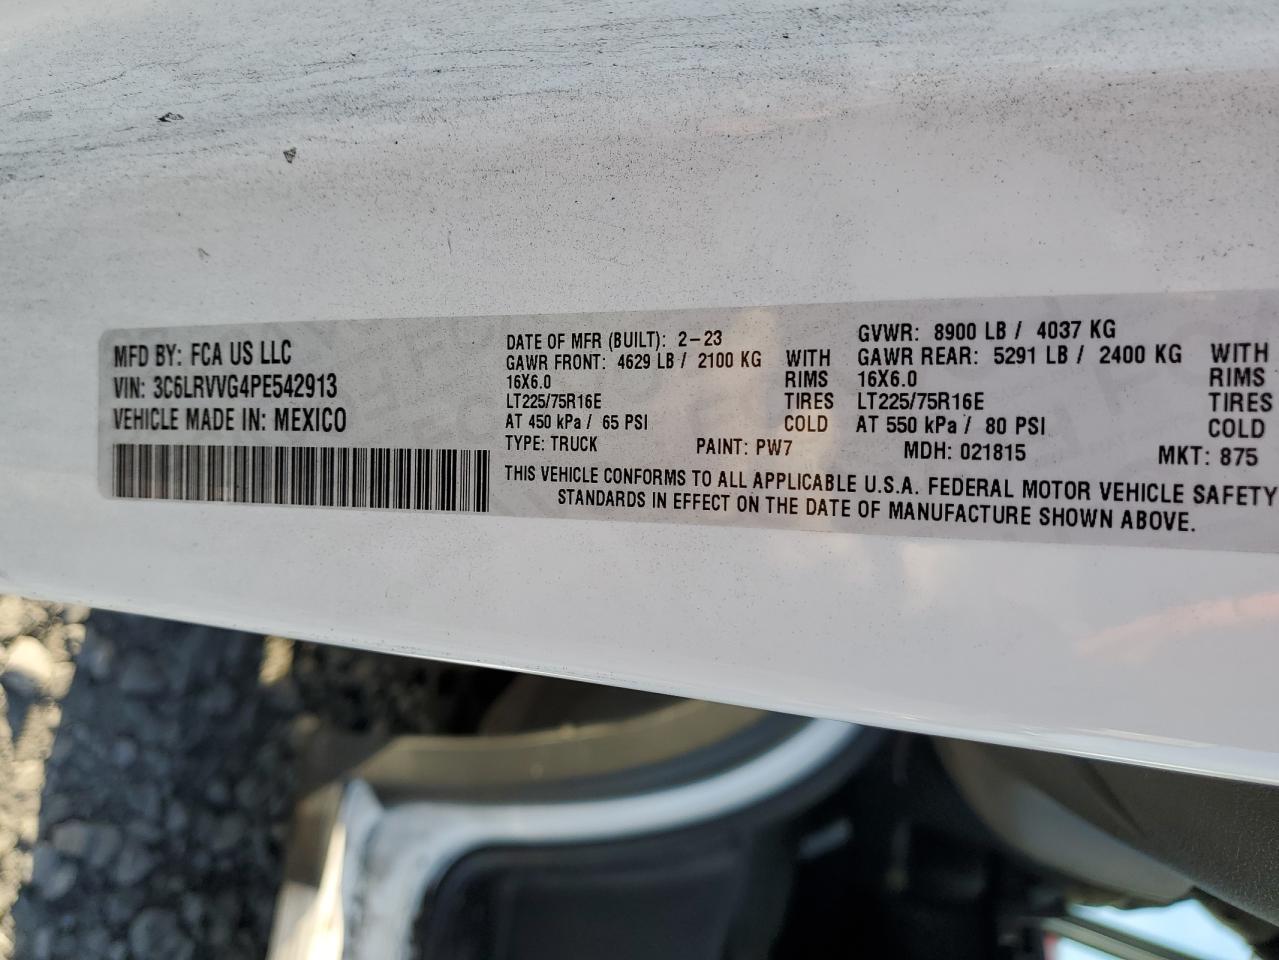 MFD BY: FCA US LLC
VIN: 3C6LRVVG4PE542913
VEHICLE MADE IN: MEXICO
DATE OF MFR (BUILT): 2-23 GVWR: 8900 LB / 4037 KG
GAWR FRONT: 4629 LB / 2100 KG WITH GAWR REAR: 5291 LB / 2400 KG WITH
16X6.0 RIMS 16X6.0 RIMS
LT225/75R16E TIRES LT225/75R16E TIRES
AT 450 kPa / 65 PSI COLD AT 550 kPa / 80 PSI COLD
TYPE: TRUCK PAINT: PW7 MDH: 021815 MKT: 875
THIS VEHICLE CONFORMS TO ALL APPLICABLE U.S.A. FEDERAL MOTOR VEHICLE SAFETY
STANDARDS IN EFFECT ON THE DATE OF MANUFACTURE SHOWN ABOVE.